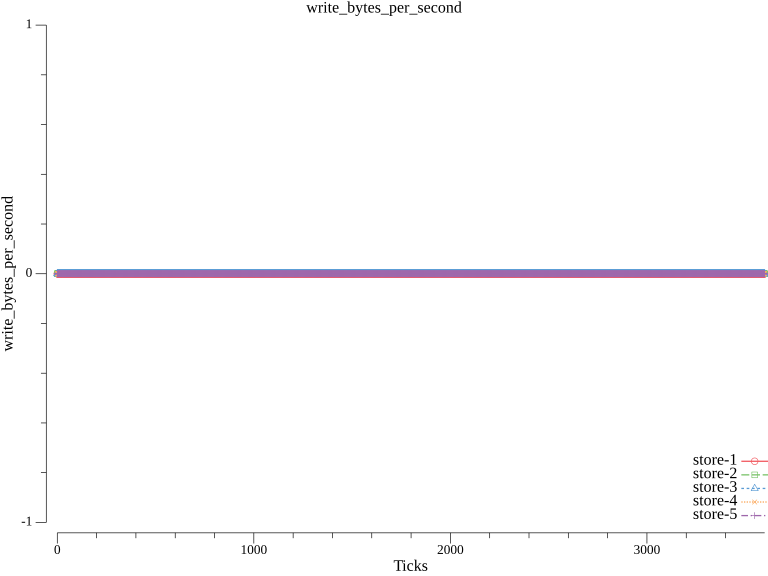 write_bytes_per_second
1
0
-1
write_bytes_per_second
store-1
store-2
store-3
store-4
store-5
0 1000 2000 3000
Ticks